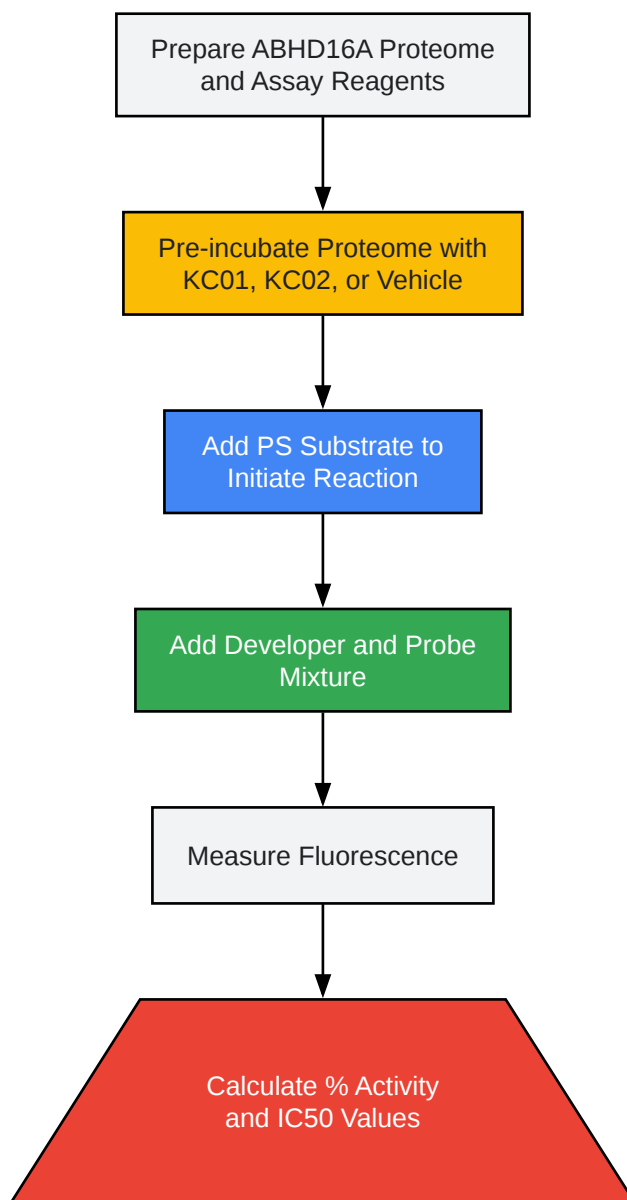 Prepare ABHD16A Proteome
and Assay Reagents
Pre-incubate Proteome with
KC01, KC02, or Vehicle
Add PS Substrate to
Initiate Reaction
Add Developer and Probe
Mixture
Measure Fluorescence
Calculate % Activity
and IC50 Values